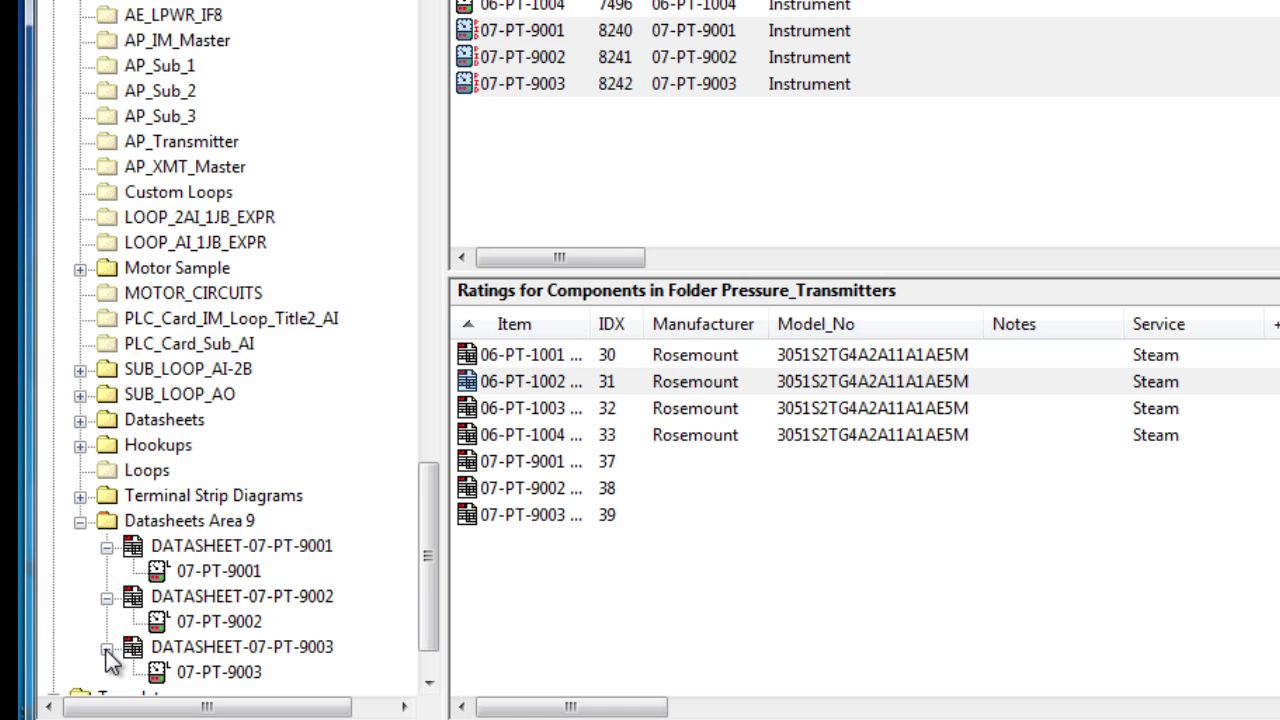 AE_LPWR_IF8
AP_IM_Master
AP_Sub_1
AP_Sub_2
AP_Sub_3
AP_Transmitter
AP_XMT_Master
Custom Loops
LOOP_2AI_1JB_EXPR
LOOP_AI_1JB_EXPR
Motor Sample
MOTOR_CIRCUITS
PLC_Card_IM_Loop_Title2_AI
PLC_Card_Sub_AI
SUB_LOOP_AI-2B
SUB_LOOP_AO
Datasheets
Hookups
Loops
Terminal Strip Diagrams
Datasheets Area 9
DATASHEET-07-PT-9001
07-PT-9001
DATASHEET-07-PT-9002
07-PT-9002
DATASHEET-07-PT-9003
07-PT-9003
06-PT-1004 7496 06-PT-1004 Instrument
07-PT-9001 8240 07-PT-9001 Instrument
07-PT-9002 8241 07-PT-9002 Instrument
07-PT-9003 8242 07-PT-9003 Instrument
Ratings for Components in Folder Pressure_Transmitters
Item IDX Manufacturer Model_No Notes Service
06-PT-1001 ... 30 Rosemount 3051S2TG4A2A11A1AE5M Steam
06-PT-1002 ... 31 Rosemount 3051S2TG4A2A11A1AE5M Steam
06-PT-1003 ... 32 Rosemount 3051S2TG4A2A11A1AE5M Steam
06-PT-1004 ... 33 Rosemount 3051S2TG4A2A11A1AE5M Steam
07-PT-9001 ... 37
07-PT-9002 ... 38
07-PT-9003 ... 39